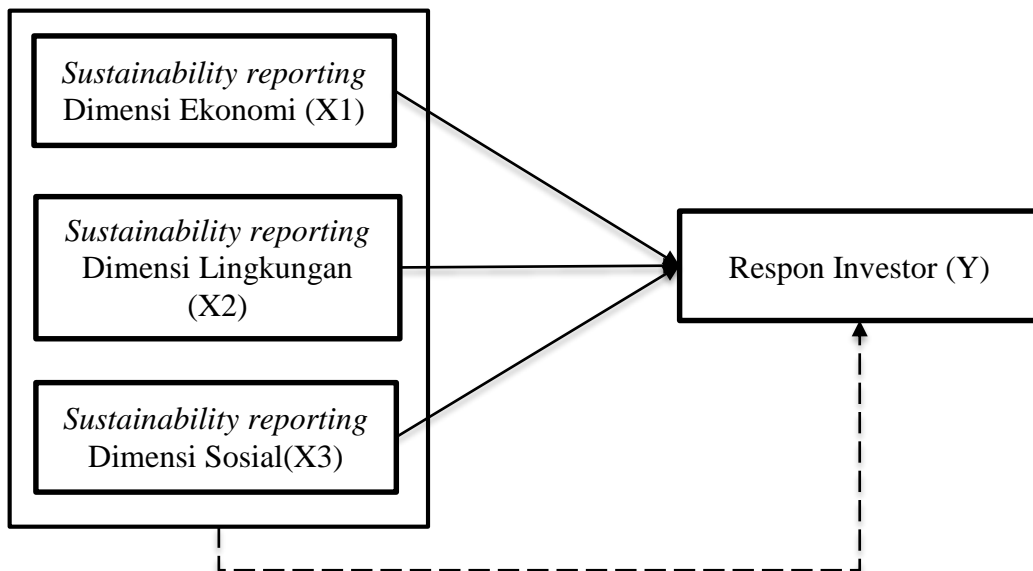 Sustainability reporting
Dimensi Ekonomi (X1)
Sustainability reporting
Dimensi Lingkungan
(X2)
Sustainability reporting
Dimensi Sosial(X3)
Respon Investor (Y)